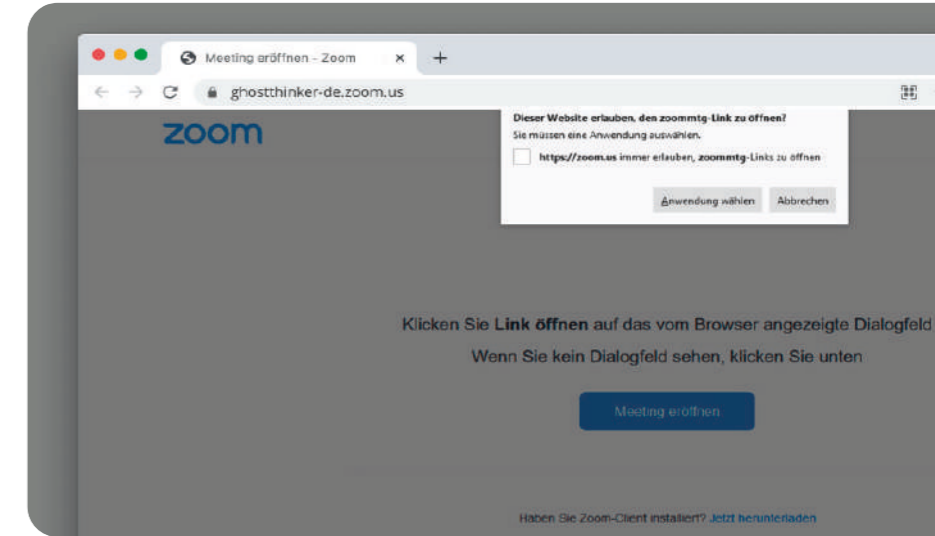 Meeting eröffnen - Zoom
ghostthinker-de.zoom.us
zoom
Dieser Website erlauben, den zoommtg-Link zu öffnen?
Sie müssen eine Anwendung auswählen.
https://zoom.us immer erlauben, zoommtg-Links zu öffnen
Anwendung wählen Abbrechen
Klicken Sie Link öffnen auf das vom Browser angezeigte Dialogfeld
Wenn Sie kein Dialogfeld sehen, klicken Sie unten
Meeting eröffnen
Haben Sie Zoom-Client installiert? Jetzt herunterladen